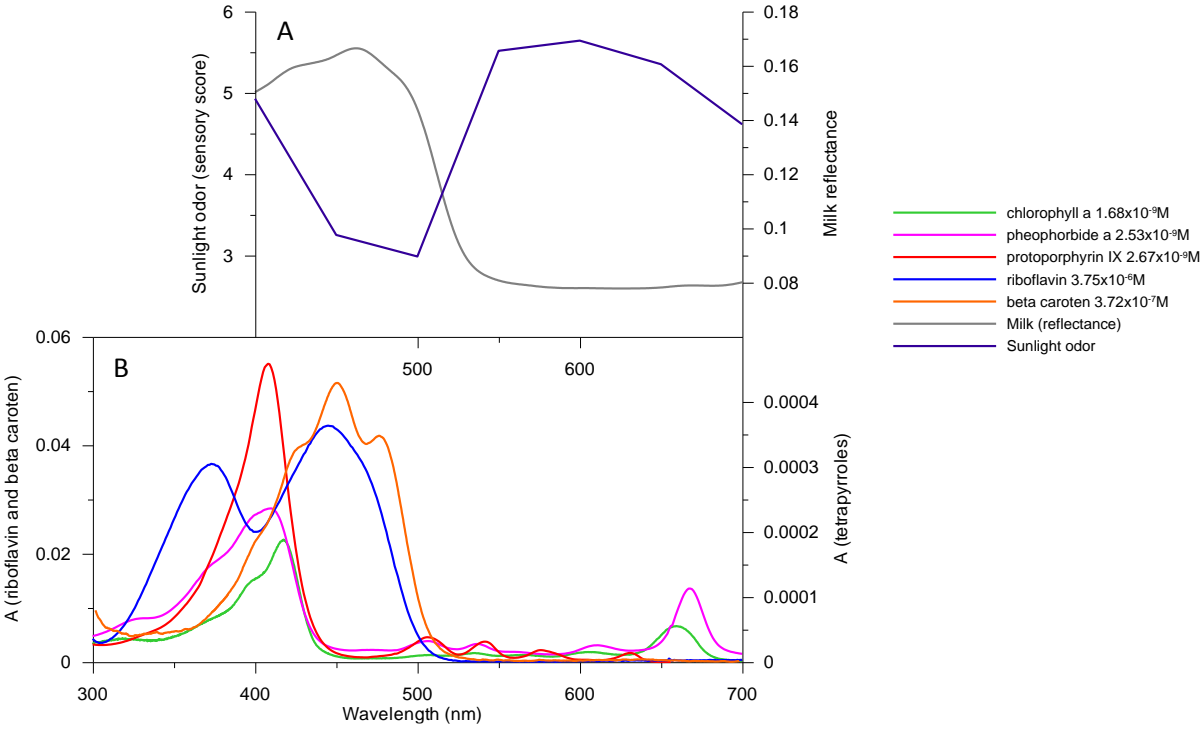 A
6
5
4
3
Sunlight odor (sensory score)
0.18
0.16
0.14
0.12
0.1
0.08
Milk reflectance
chlorophyll a 1.68x10⁻⁹M
pheophorbide a 2.53x10⁻⁹M
protoporphyrin IX 2.67x10⁻⁹M
riboflavin 3.75x10⁻⁶M
beta caroten 3.72x10⁻⁷M
Milk (reflectance)
Sunlight odor
B
500 600
0.06
0.04
0.02
0
A (riboflavin and beta caroten)
0.0004
0.0003
0.0002
0.0001
0
A (tetrapyrroles)
300 400 500 600 700
Wavelength (nm)